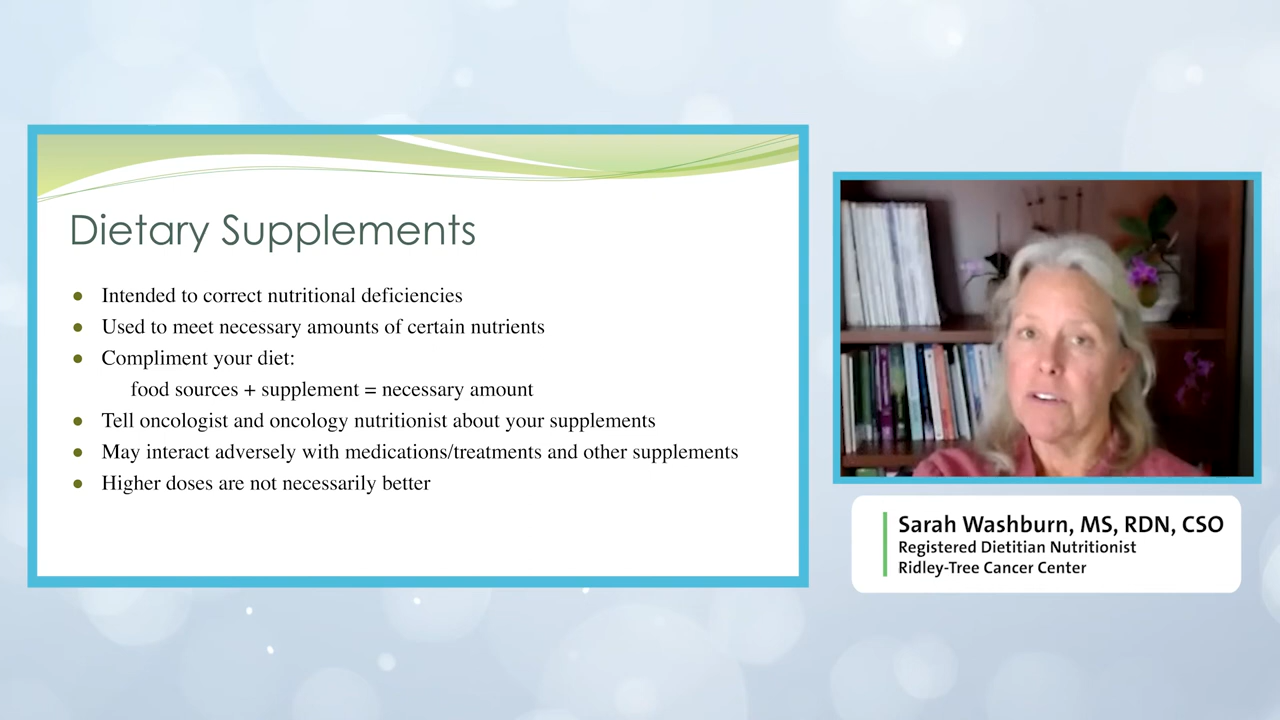 Dietary Supplements
● Intended to correct nutritional deficiencies
● Used to meet necessary amounts of certain nutrients
● Compliment your diet:
food sources + supplement = necessary amount
● Tell oncologist and oncology nutritionist about your supplements
● May interact adversely with medications/treatments and other supplements
● Higher doses are not necessarily better
Sarah Washburn, MS, RDN, CSO
Registered Dietitian Nutritionist
Ridley-Tree Cancer Center